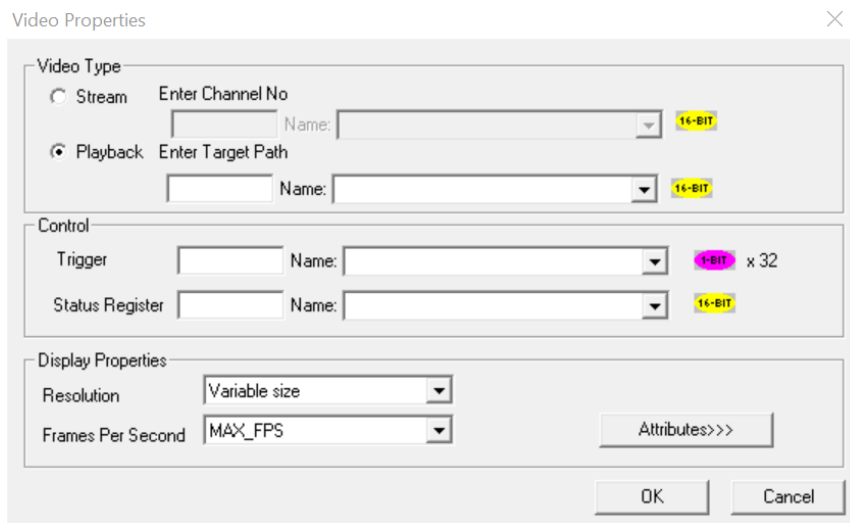 Video Properties
Video Type
Stream Enter Channel No
Name: 16-BIT
Playback Enter Target Path
Name: 16-BIT
Control
Trigger Name: 1-BIT x 32
Status Register Name: 16-BIT
Display Properties
Resolution Variable size
Frames Per Second MAX_FPS Attributes>>>
OK Cancel